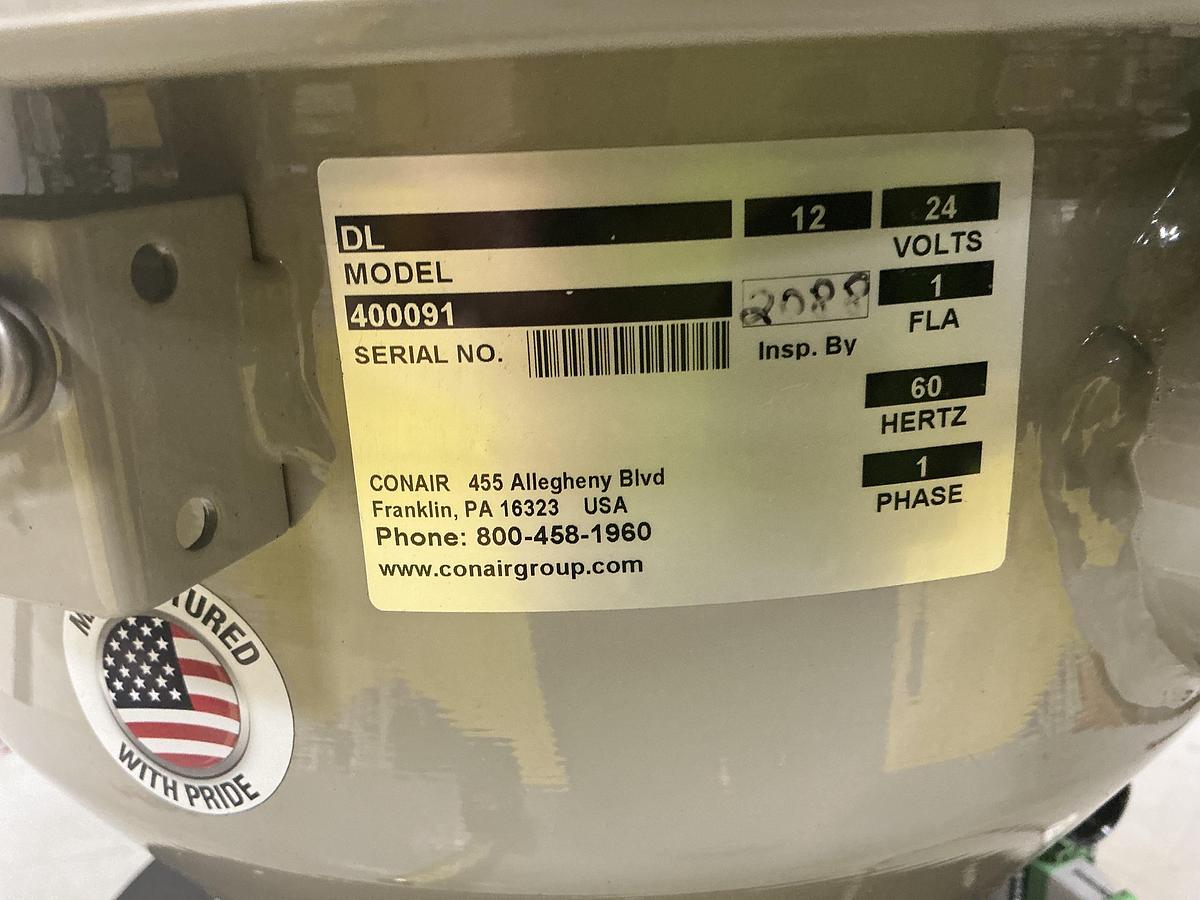 DL 12 24
MODEL VOLTS
400091 1
SERIAL NO. Insp. By FLA
60
HERTZ
1
PHASE
CONAIR 455 Allegheny Blvd
Franklin, PA 16323 USA
Phone: 800-458-1960
www.conairgroup.com
WITH PRIDE